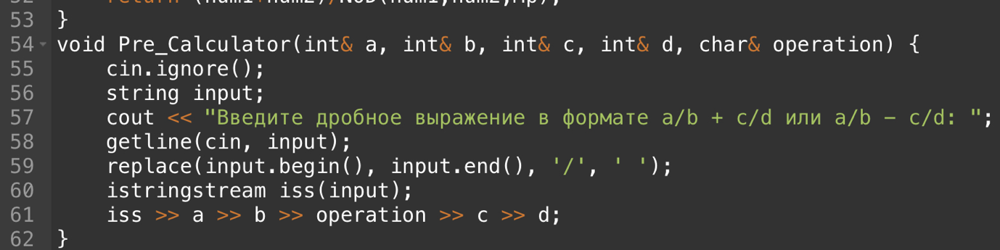 53 }
54 void Pre_Calculator(int& a, int& b, int& c, int& d, char& operation) {
55 cin.ignore();
56 string input;
57 cout << "Введите дробное выражение в формате a/b + c/d или a/b − c/d: ";
58 getline(cin, input);
59 replace(input.begin(), input.end(), '/', ' ');
60 istringstream iss(input);
61 iss >> a >> b >> operation >> c >> d;
62 }